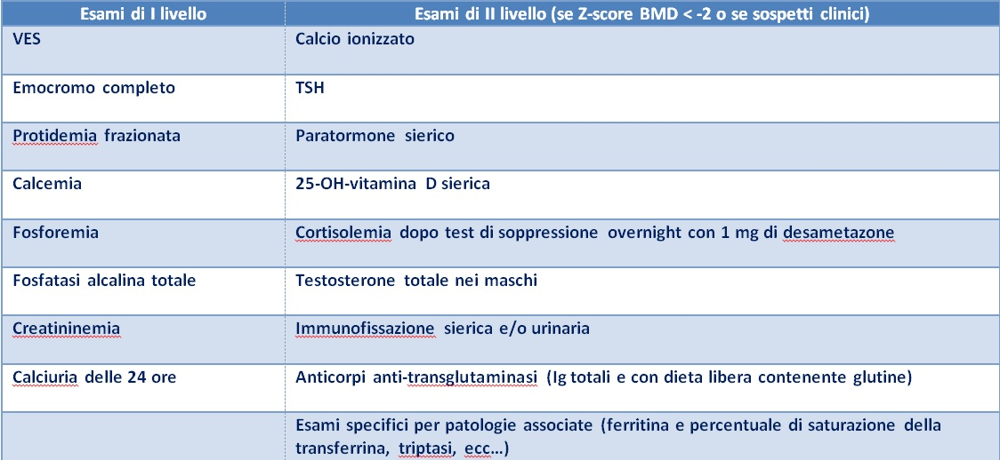 Esami di I livello
Esami di II livello (se Z-score BMD < -2 o se sospetti clinici)
VES
Calcio ionizzato
Emocromo completo
TSH
Protidemia frazionata
Paratormone sierico
Calcemia
25-OH-vitamina D sierica
Fosforemia
Cortisolemia dopo test di soppressione overnight con 1 mg di desametazone
Fosfatasi alcalina totale
Testosterone totale nei maschi
Creatininemia
Immunofissazione sierica e/o urinaria
Calciuria delle 24 ore
Anticorpi anti-transglutaminasi (Ig totali e con dieta libera contenente glutine)
Esami specifici per patologie associate (ferritina e percentuale di saturazione della
transferrina, triptasi, ecc…)